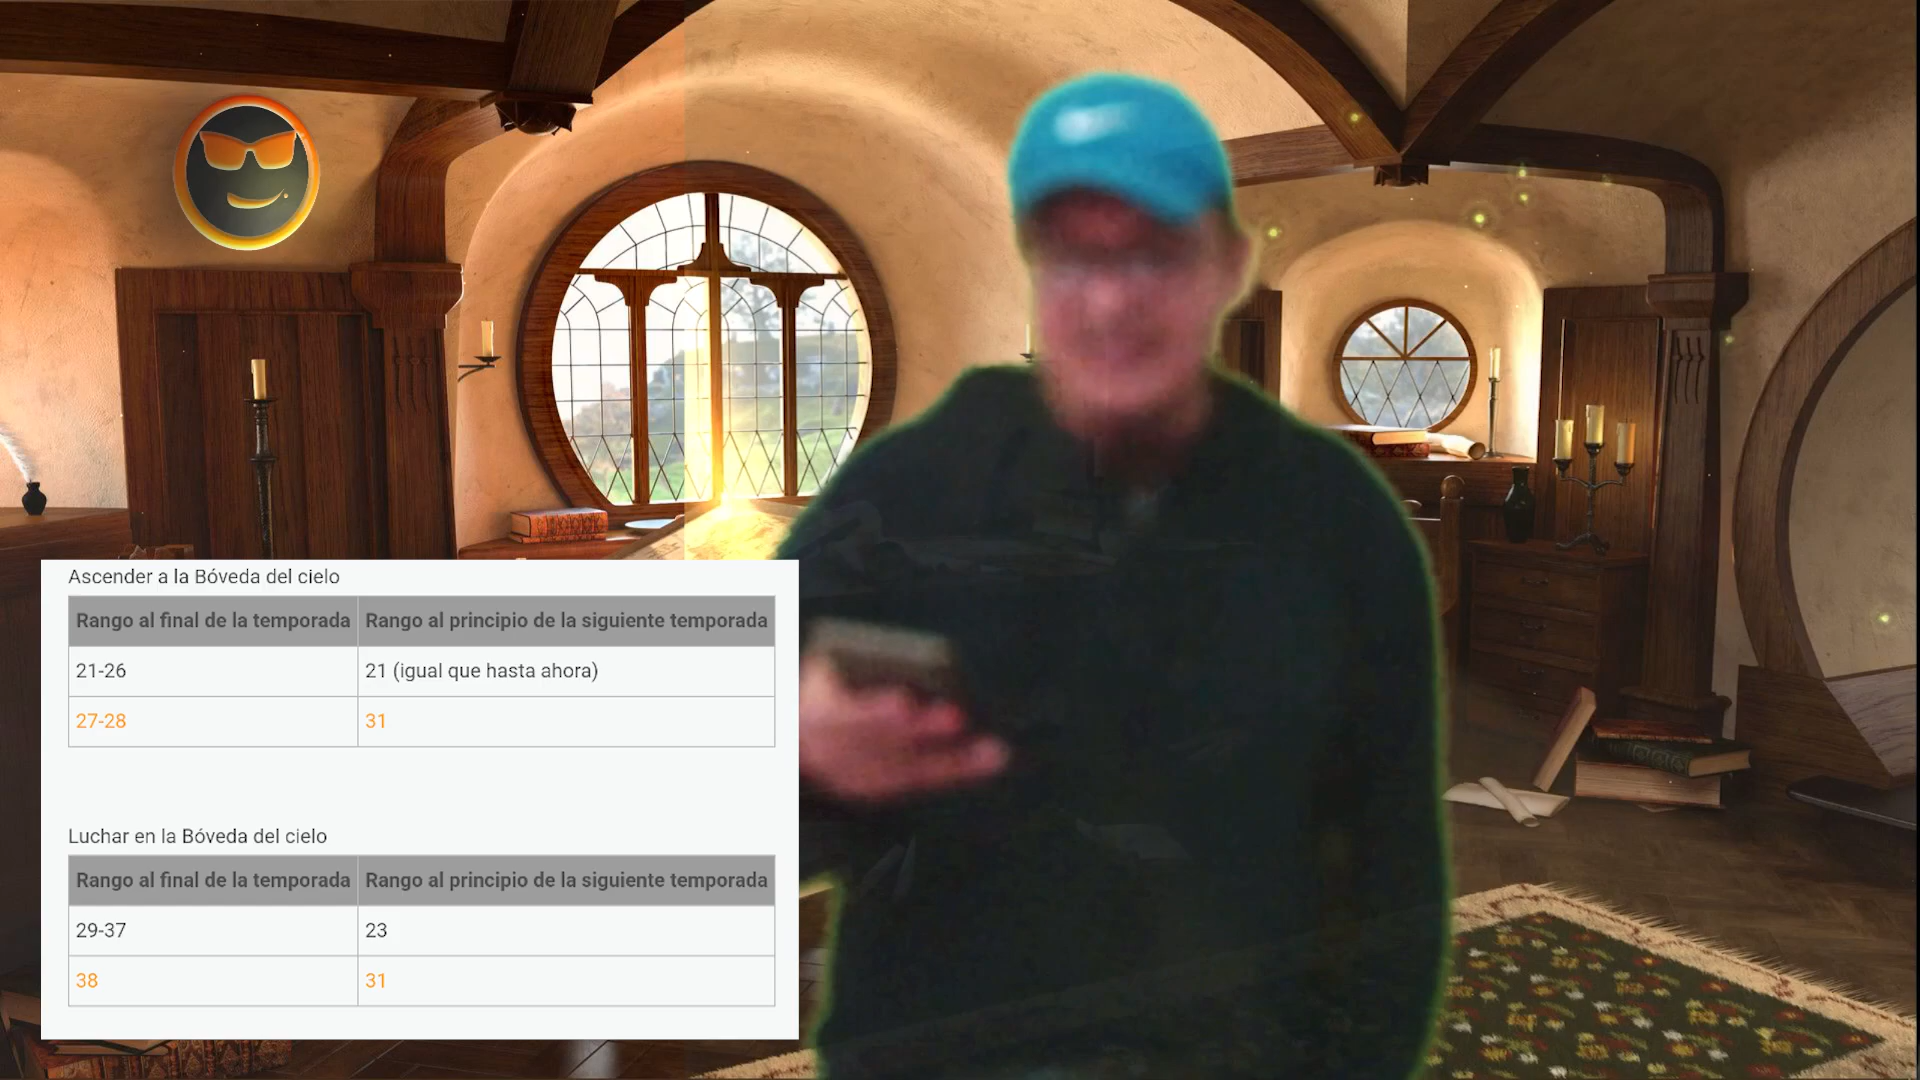 Ascender a la Bóveda del cielo
Rango al final de la temporada Rango al principio de la siguiente temporada
21-26 21 (igual que hasta ahora)
27-28 31
Luchar en la Bóveda del cielo
Rango al final de la temporada Rango al principio de la siguiente temporada
29-37 23
38 31